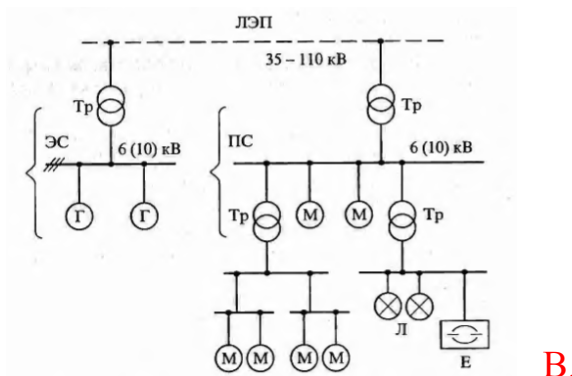 ЛЭП
35 – 110 кВ
Тр
Тр
ЭС
6 (10) кВ
ПС
6 (10) кВ
Г
Г
Тр
М
М
Тр
Л
М
М
М
М
Е
В.